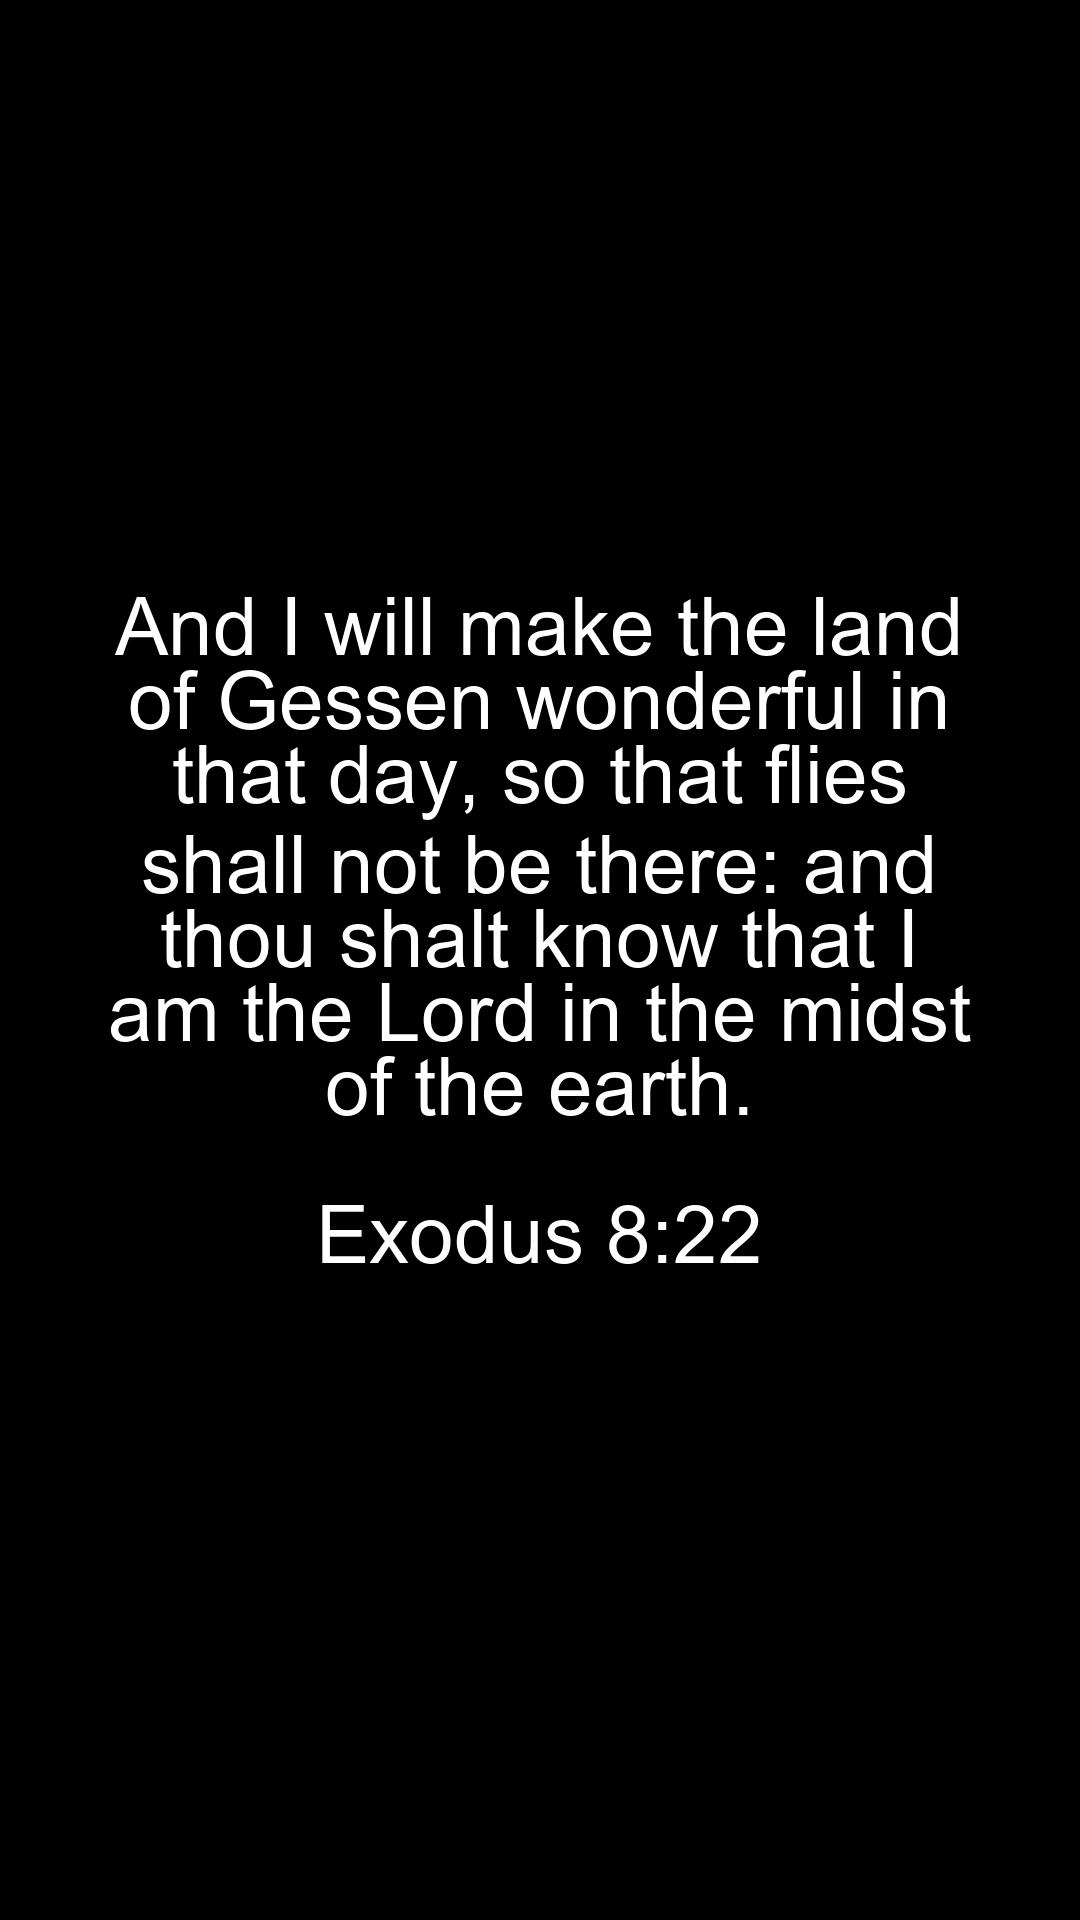 And I will make the land
of Gessen wonderful in
that day, so that flies
shall not be there: and
thou shalt know that I
am the Lord in the midst
of the earth.
Exodus 8:22